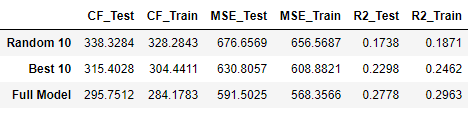 CF_Test CF_Train MSE_Test MSE_Train R2_Test R2_Train
Random 10 338.3284 328.2843 676.6569 656.5687 0.1738 0.1871
Best 10 315.4028 304.4411 630.8057 608.8821 0.2298 0.2462
Full Model 295.7512 284.1783 591.5025 568.3566 0.2778 0.2963